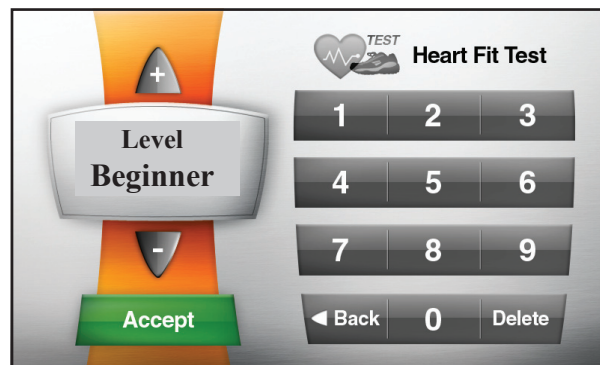 +
TEST
Heart Fit Test
Level
Beginner
-
1 2 3
4 5 6
7 8 9
Accept
◀ Back 0 Delete